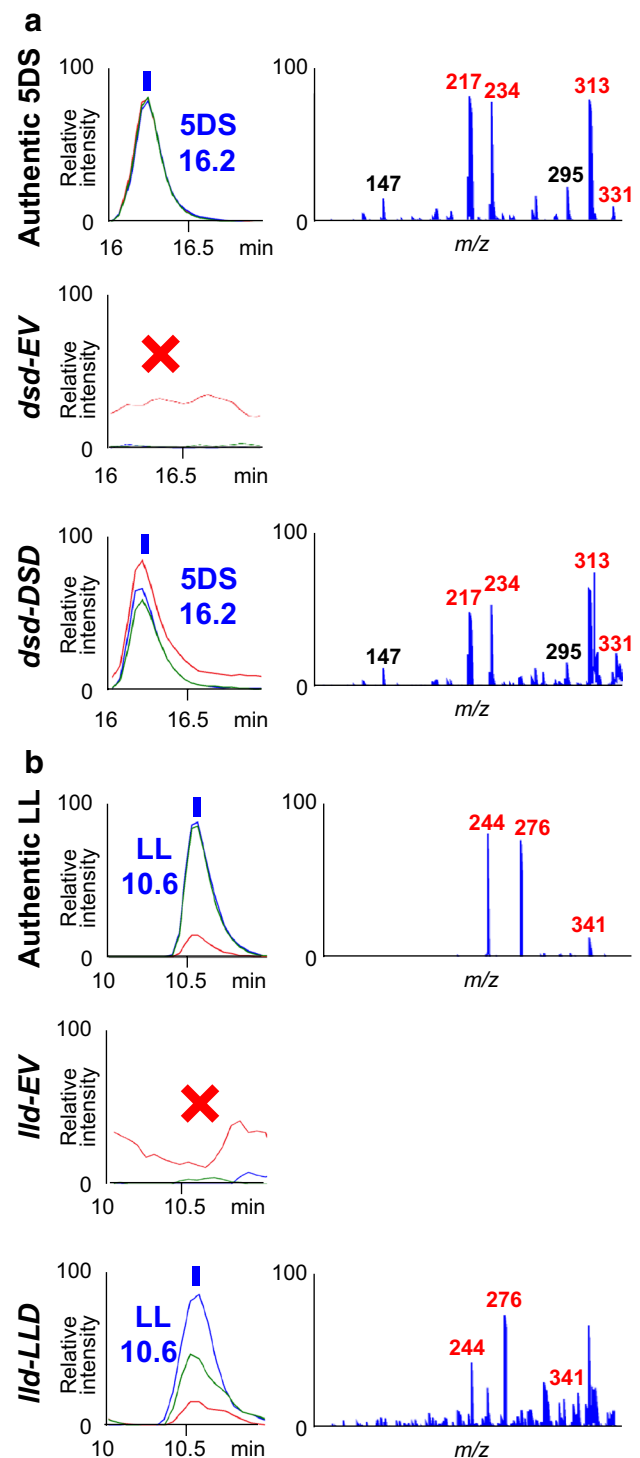 a
Authentic 5DS
Relative
intensity
100
0
5DS
16.2
16
16.5
min
100
0
147
217
234
295
313
331
m/z
dsd-EV
Relative
intensity
100
0
16
16.5
min
dsd-DSD
Relative
intensity
100
0
5DS
16.2
16
16.5
min
100
0
147
217
234
295
313
331
m/z
b
Authentic LL
Relative
intensity
100
0
LL
10.6
10
10.5
min
100
0
244
276
341
m/z
lld-EV
Relative
intensity
100
0
10
10.5
min
lld-LLD
Relative
intensity
100
0
LL
10.6
10
10.5
min
100
0
244
276
341
m/z